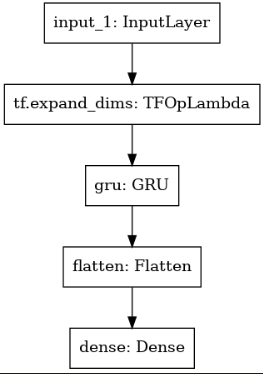 input_1: InputLayer
tf.expand_dims: TFOpLambda
gru: GRU
flatten: Flatten
dense: Dense